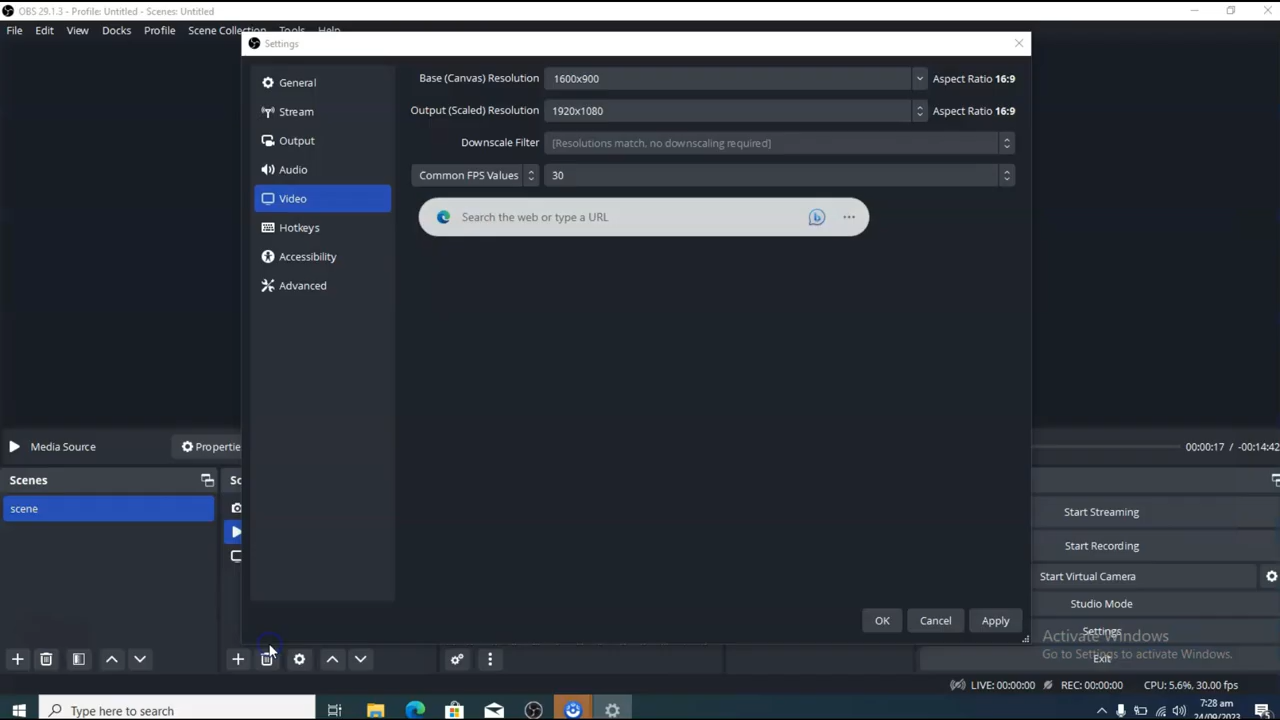 OBS 29.1.3 - Profile: Untitled - Scenes: Untitled
File Edit View Docks Profile Scene Collection Tools Help
Settings
General
Stream
Output
Audio
Video
Hotkeys
Accessibility
Advanced
Base (Canvas) Resolution 1600x900 Aspect Ratio 16:9
Output (Scaled) Resolution 1920x1080 Aspect Ratio 16:9
Downscale Filter [Resolutions match, no downscaling required]
Common FPS Values 30
Search the web or type a URL
OK Cancel Apply
Media Source Propertie 00:00:17 / -00:14:42
Scenes
scene
Start Streaming
Start Recording
Start Virtual Camera
Studio Mode
Settings
Exit
Activate Windows
Go to Settings to activate Windows.
LIVE: 00:00:00 REC: 00:00:00 CPU: 5.6%, 30.00 fps
Type here to search
7:28 am
24/09/2023